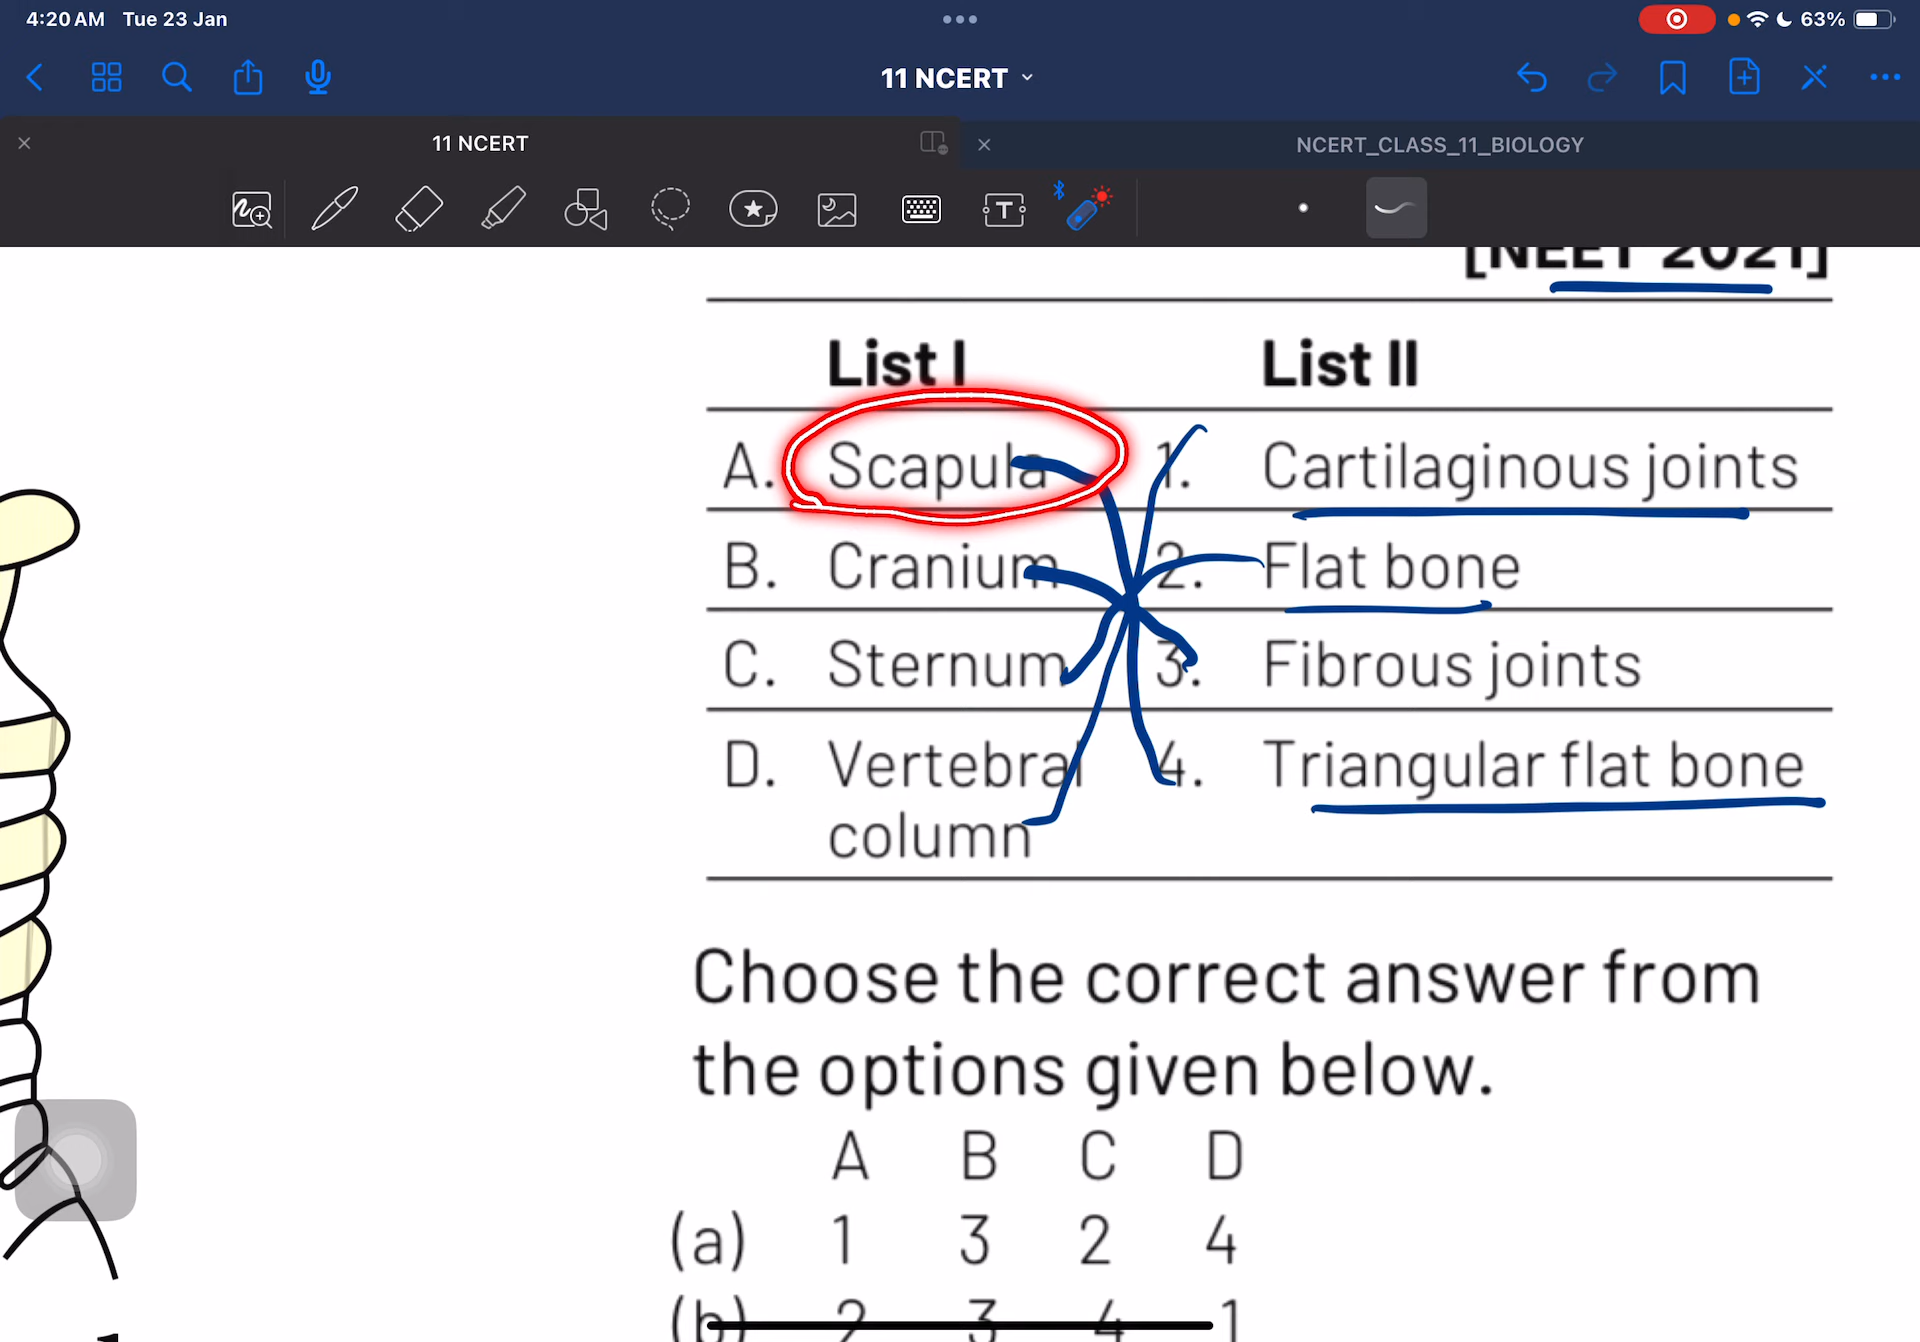 4:20 AM Tue 23 Jan
63%
11 NCERT
11 NCERT
NCERT_CLASS_11_BIOLOGY
[NEET 2021]
List I List II
A. Scapula 1. Cartilaginous joints
B. Cranium 2. Flat bone
C. Sternum 3. Fibrous joints
D. Vertebral 4. Triangular flat bone
column
Choose the correct answer from
the options given below.
A B C D
(a) 1 3 2 4
(b) 2 3 4 1